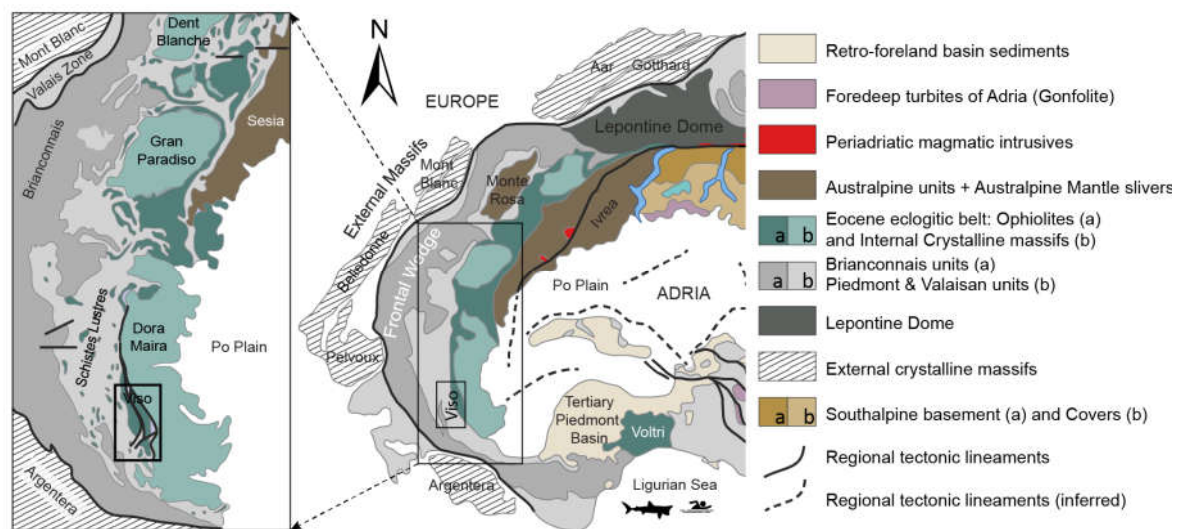 Mont Blanc
Valais Zone
Dent
Blanche
Sesia
Gran
Paradiso
Brianconnais
Schistes Lustres
Dora
Maira
Po Plain
Viso
Argentera
N
EUROPE
Aar
Gotthard
Lepontine Dome
External Massifs
Mont
Blanc
Monte
Rosa
Ivrea
Belledonne
Frontal Wedge
Po Plain
ADRIA
Pelvoux
Viso
Tertiary
Piedmont
Basin
Voltri
Argentera
Ligurian Sea
Retro-foreland basin sediments
Foredeep turbites of Adria (Gonfolite)
Periadriatic magmatic intrusives
Australpine units + Australpine Mantle slivers
a b Eocene eclogitic belt: Ophiolites (a)
and Internal Crystalline massifs (b)
a b Brianconnais units (a)
Piedmont & Valaisan units (b)
Lepontine Dome
External crystalline massifs
a b Southalpine basement (a) and Covers (b)
Regional tectonic lineaments
Regional tectonic lineaments (inferred)